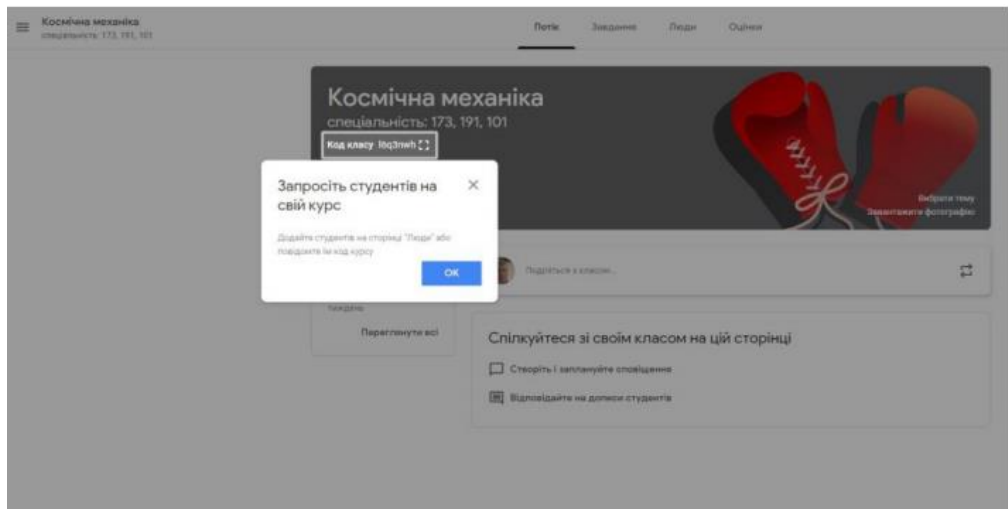 Космічна механіка
спеціальність: 173, 191, 101
Потік Завдання Люди Оцінки
Космічна механіка
спеціальність: 173, 191, 101
Код класу l6q3nwh
Запросіть студентів на
свій курс
Додайте студентів на сторінці "Люди" або
повідомте їм код курсу
ОК
Вибрати тему
Завантажити фотографію
Поділіться з класом...
тиждень
Переглянути всі
Спілкуйтеся зі своїм класом на цій сторінці
Створіть і заплануйте сповіщення
Відповідайте на дописи студентів